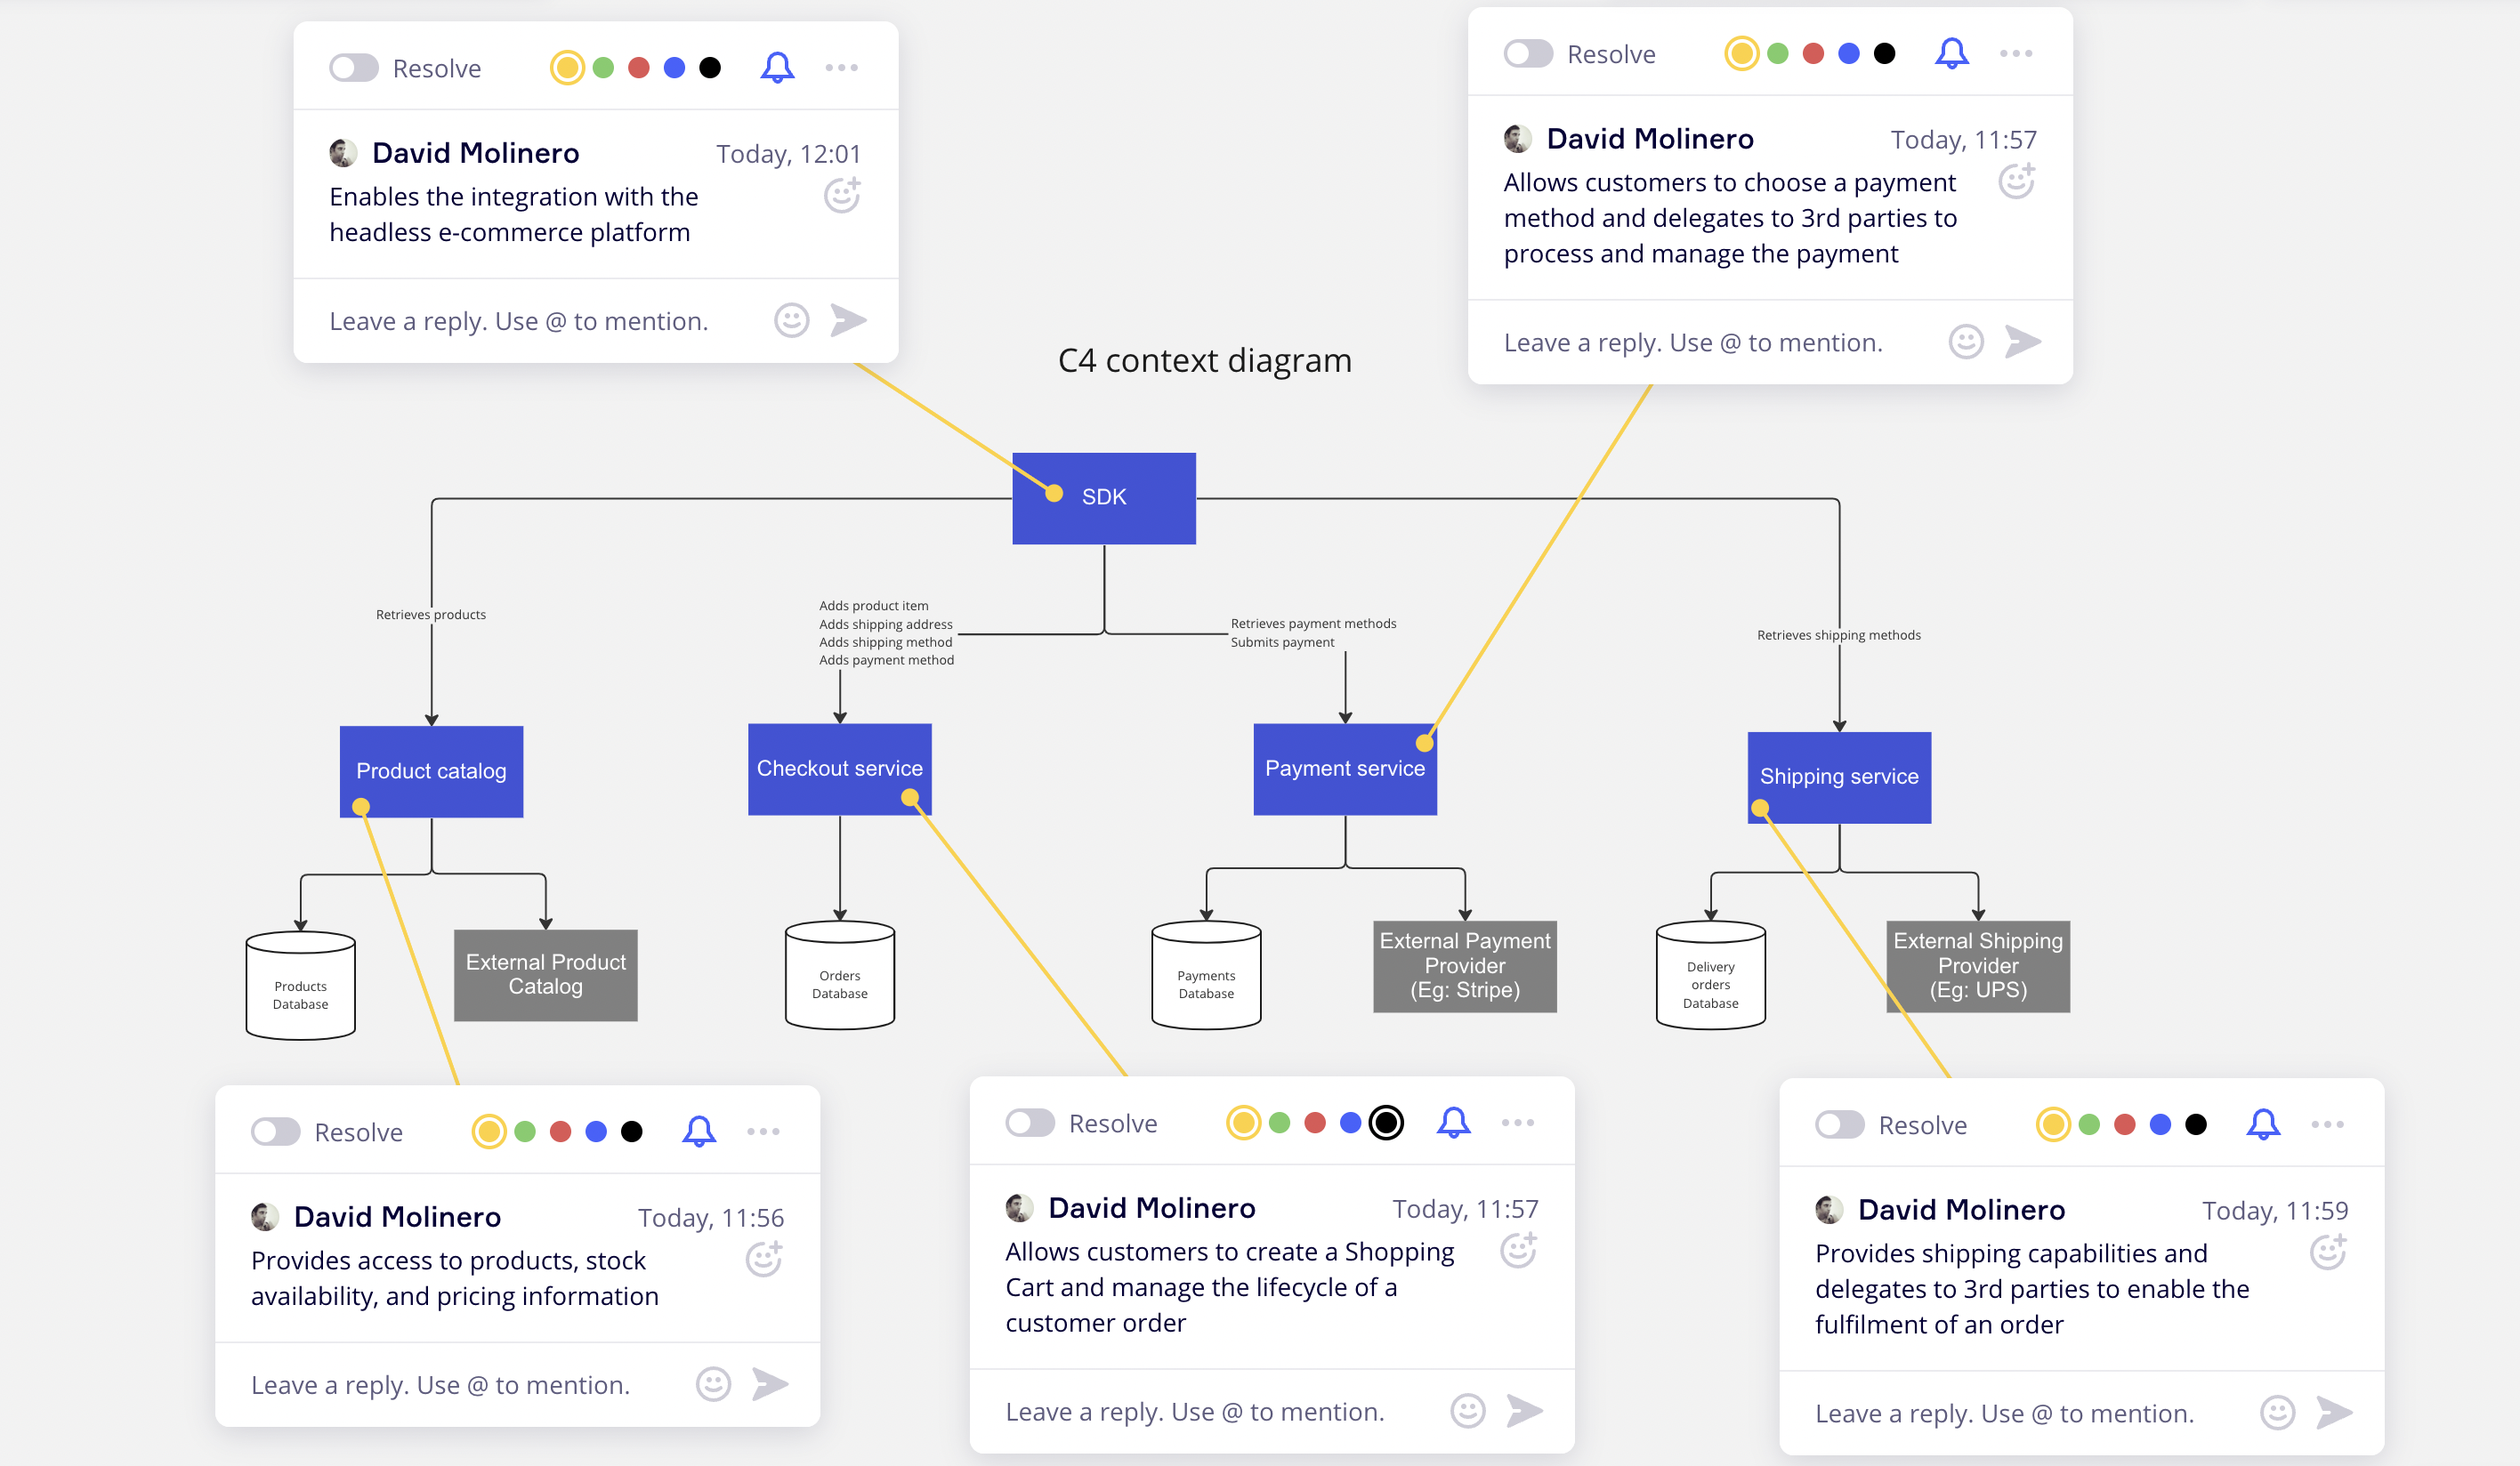 Resolve
David Molinero
Today, 12:01
Enables the integration with the
headless e-commerce platform
Leave a reply. Use @ to mention.
Resolve
David Molinero
Today, 11:57
Allows customers to choose a payment
method and delegates to 3rd parties to
process and manage the payment
Leave a reply. Use @ to mention.
C4 context diagram
SDK
Retrieves products
Adds product item
Adds shipping address
Adds shipping method
Adds payment method
Retrieves payment methods
Submits payment
Retrieves shipping methods
Product catalog
Checkout service
Payment service
Shipping service
Products
Database
External Product
Catalog
Orders
Database
Payments
Database
External Payment
Provider
(Eg: Stripe)
Delivery
orders
Database
External Shipping
Provider
(Eg: UPS)
Resolve
David Molinero
Today, 11:56
Provides access to products, stock
availability, and pricing information
Leave a reply. Use @ to mention.
Resolve
David Molinero
Today, 11:57
Allows customers to create a Shopping
Cart and manage the lifecycle of a
customer order
Leave a reply. Use @ to mention.
Resolve
David Molinero
Today, 11:59
Provides shipping capabilities and
delegates to 3rd parties to enable the
fulfilment of an order
Leave a reply. Use @ to mention.